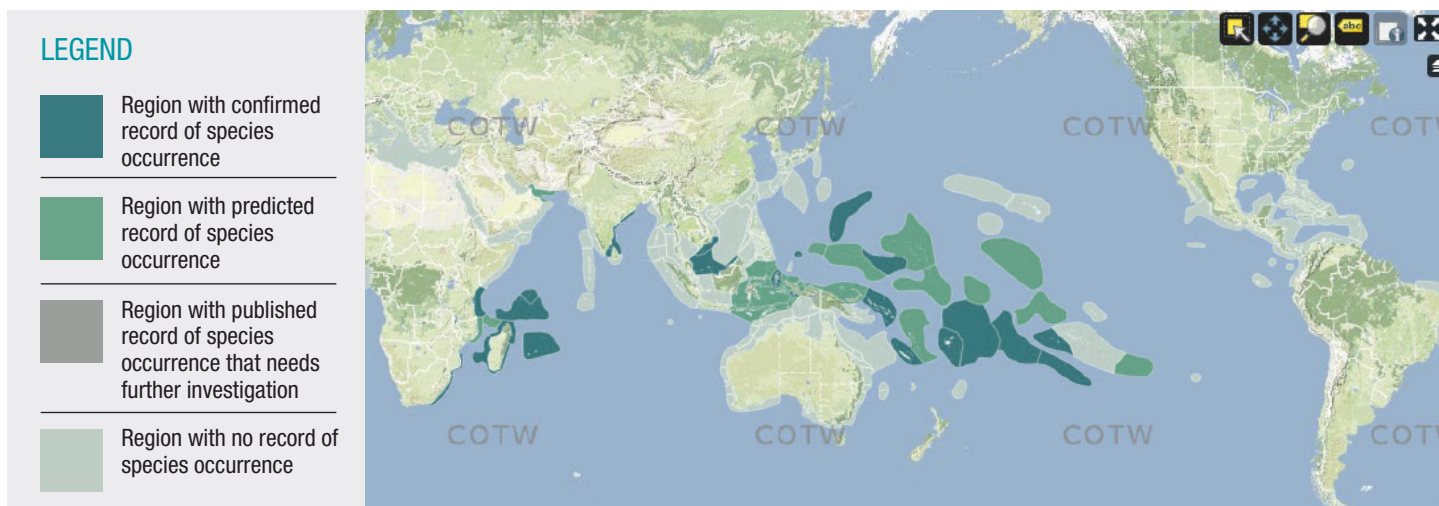 LEGEND
Region with confirmed
record of species
occurrence
Region with predicted
record of species
occurrence
Region with published
record of species
occurrence that needs
further investigation
Region with no record of
species occurrence
abc
COTW COTW COTW COTW
COTW COTW COTW COTW